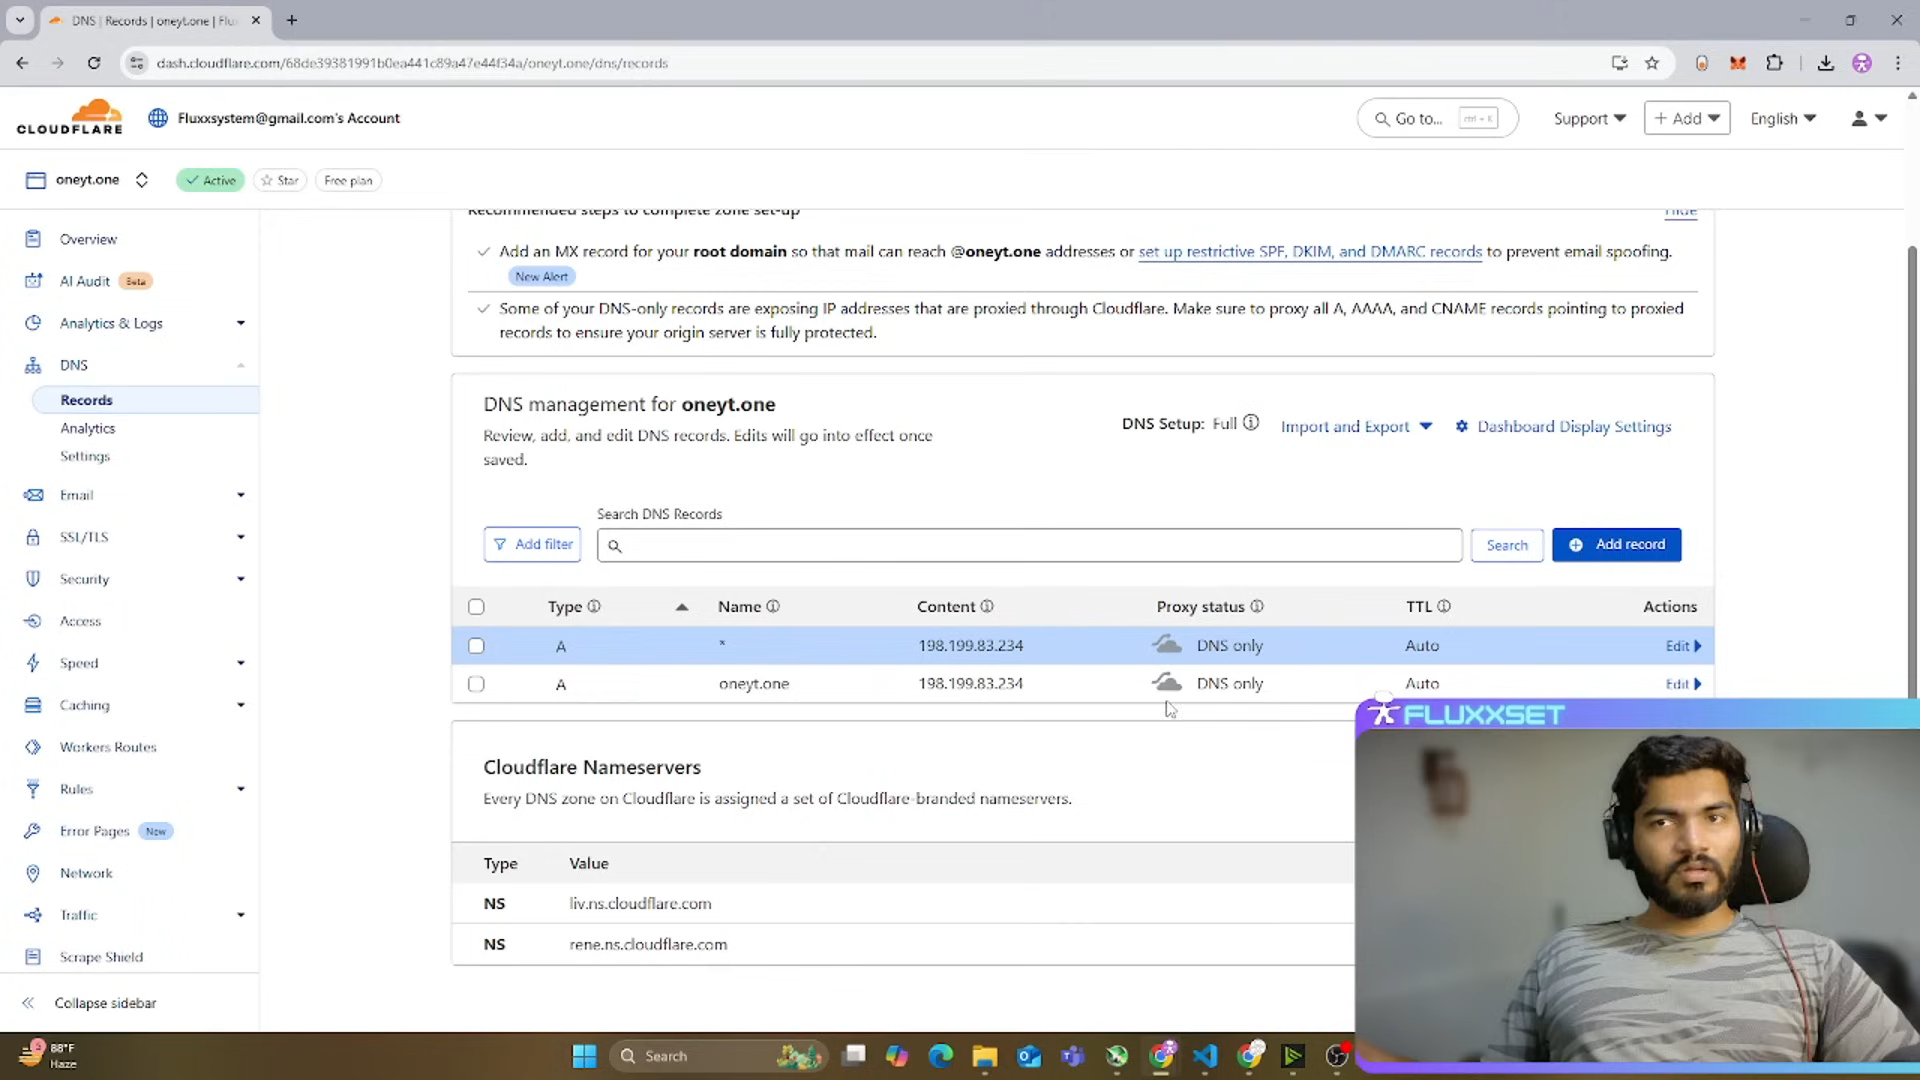 DNS | Records | oneyt.one | Flu
dash.cloudflare.com/68de39381991b0ea441c89a47e44f34a/oneyt.one/dns/records
CLOUDFLARE
Fluxxsystem@gmail.com's Account
Go to...
ctrl + K
Support
+ Add
English
oneyt.one
Active
Star
Free plan
Overview
AI Audit
Beta
Analytics & Logs
DNS
Records
Analytics
Settings
Email
SSL/TLS
Security
Access
Speed
Caching
Workers Routes
Rules
Error Pages
New
Network
Traffic
Scrape Shield
Collapse sidebar
Recommended steps to complete zone set-up
Hide
Add an MX record for your root domain so that mail can reach @oneyt.one addresses or set up restrictive SPF, DKIM, and DMARC records to prevent email spoofing.
New Alert
Some of your DNS-only records are exposing IP addresses that are proxied through Cloudflare. Make sure to proxy all A, AAAA, and CNAME records pointing to proxied
records to ensure your origin server is fully protected.
DNS management for oneyt.one
Review, add, and edit DNS records. Edits will go into effect once
saved.
DNS Setup: Full
Import and Export
Dashboard Display Settings
Search DNS Records
Add filter
Search
Add record
Type Name Content Proxy status TTL Actions
A * 198.199.83.234 DNS only Auto Edit
A oneyt.one 198.199.83.234 DNS only Auto Edit
Cloudflare Nameservers
Every DNS zone on Cloudflare is assigned a set of Cloudflare-branded nameservers.
Type Value
NS liv.ns.cloudflare.com
NS rene.ns.cloudflare.com
FLUXXSET
88°F
Haze
Search